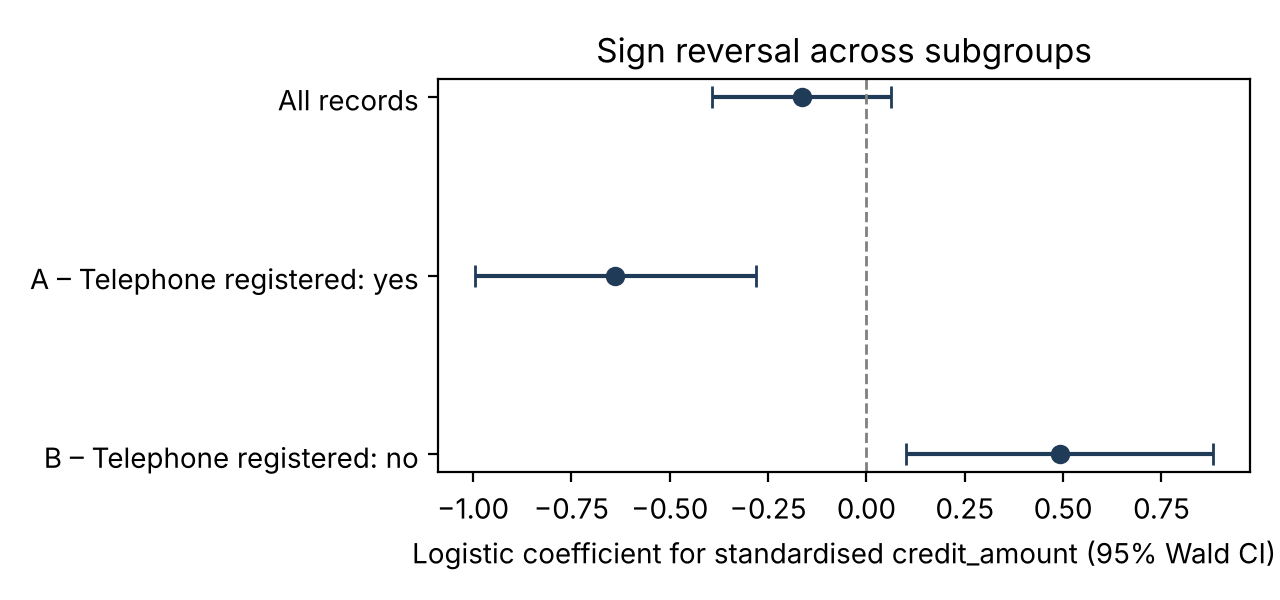 Sign reversal across subgroups
All records
A – Telephone registered: yes
B – Telephone registered: no
−1.00 −0.75 −0.50 −0.25 0.00 0.25 0.50 0.75
Logistic coefficient for standardised credit_amount (95% Wald CI)